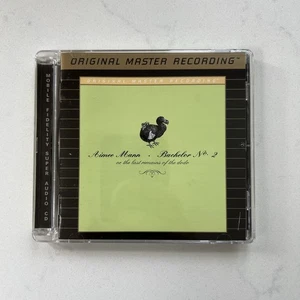 ORIGINAL MASTER RECORDING™
ORIGINAL MASTER RECORDING
MOBILE FIDELITY SUPER AUDIO CD
Aimee Mann · Bachelor No. 2
or the last remains of the dodo